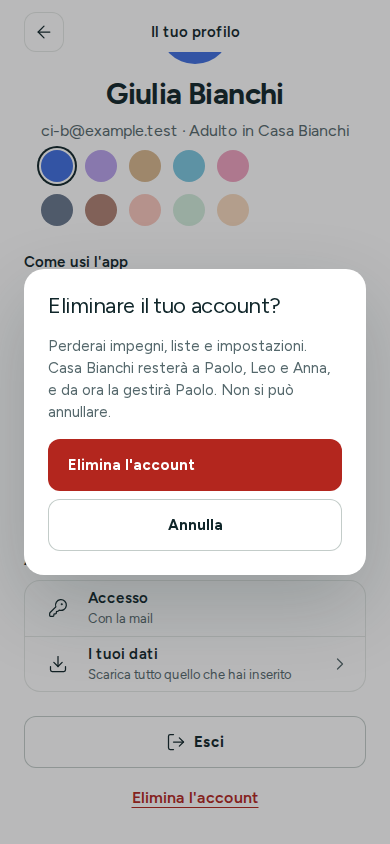 Il tuo profilo
Giulia Bianchi
ci-b@example.test · Adulto in Casa Bianchi
Come usi l'app
Eliminare il tuo account?
Perderai impegni, liste e impostazioni.
Casa Bianchi resterà a Paolo, Leo e Anna,
e da ora la gestirà Paolo. Non si può
annullare.
Elimina l'account
Annulla
Accesso
Con la mail
I tuoi dati
Scarica tutto quello che hai inserito
Esci
Elimina l'account